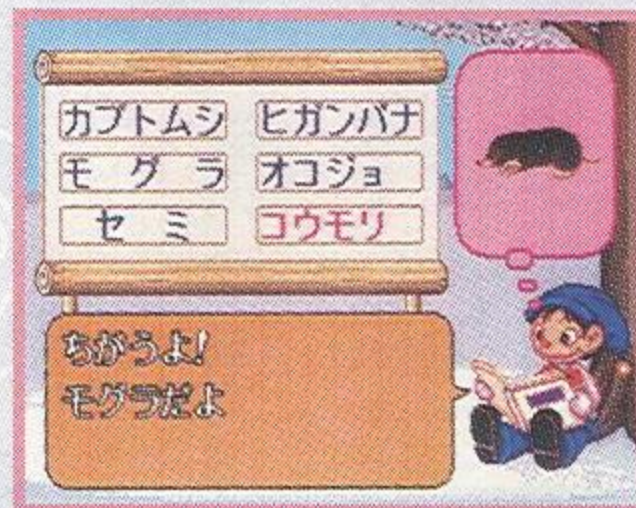 カブトムシ ヒガンバナ
モグラ オコジョ
セミ コウモリ
ちがうよ!
モグラだよ